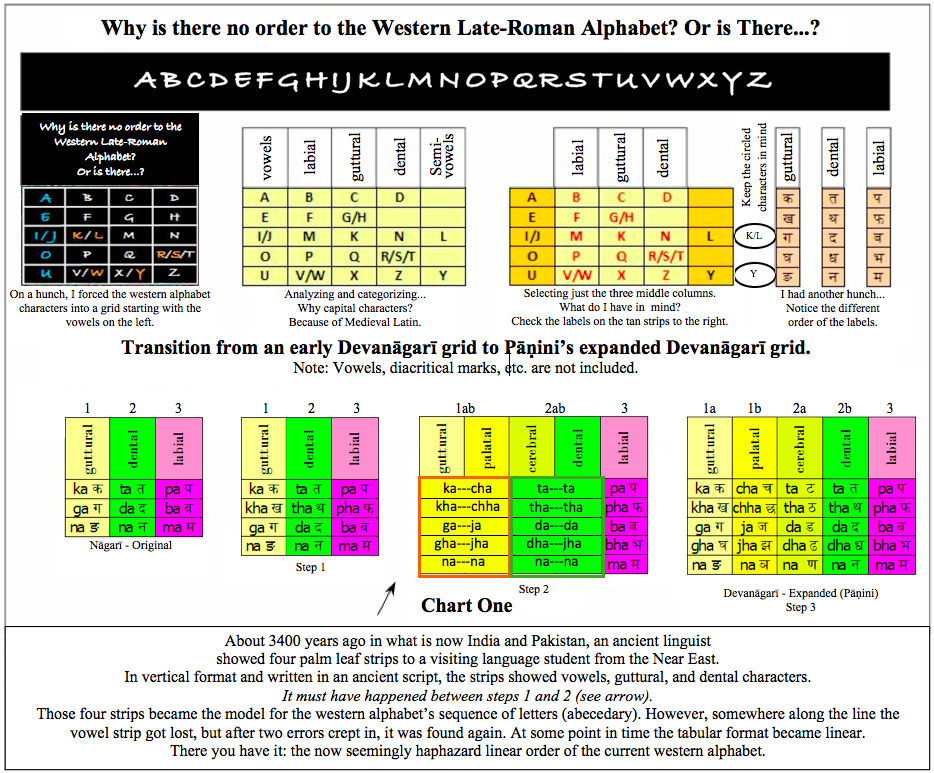 Why is there no order to the Western Late-Roman Alphabet? Or is There...?
ABCDEFGHIJKLMNOPQRSTUVWXYZ
Why is there no order to the
Western Late-Roman
Alphabet?
Or is there...?
A B C D
E F G H
I/J K/L M N
O P Q R/S/T
U V/W X/Y Z
On a hunch, I forced the western alphabet
characters into a grid starting with the
vowels on the left.
vowels labial guttural dental Semi-vowels
A B C D
E F G/H
I/J M K N L
O P Q R/S/T
U V/W X Z Y
Analyzing and categorizing...
Why capital characters?
Because of Medieval Latin.
labial guttural dental
A B C D
E F G/H
I/J M K N L
O P Q R/S/T
U V/W X Z Y
Selecting just the three middle columns.
What do I have in mind?
Check the labels on the tan strips to the right.
Keep the circled
characters in mind
K/L
Y
guttural dental labial
क त प
ख थ फ
ग द ब
घ ध भ
ङ न म
I had another hunch...
Notice the different
order of the labels.
Transition from an early Devanāgarī grid to Pāṇini's expanded Devanāgarī grid.
Note: Vowels, diacritical marks, etc. are not included.
1 2 3
guttural dental labial
ka क ta त pa प
ga ग da द ba ब
na ङ na न ma म
Nāgarī - Original
1 2 3
guttural dental labial
ka क ta त pa प
kha ख tha थ pha फ
ga ग da द ba ब
na ङ na न ma म
Step 1
1ab 2ab 3
guttural palatal cerebral dental labial
ka---cha ta---ta pa प
kha---chha tha---tha pha फ
ga---ja da---da ba ब
gha---jha dha---jha bha भ
na---na na---na ma म
Step 2
1a 1b 2a 2b 3
guttural palatal cerebral dental labial
ka क cha च ta ट ta त pa प
kha ख chha छ tha ठ tha थ pha फ
ga ग ja ज da ड da द ba ब
gha घ jha झ dha ढ dha ध bha भ
na ङ na ञ na ण na न ma म
Devanāgarī - Expanded (Pāṇini)
Step 3
Chart One
About 3400 years ago in what is now India and Pakistan, an ancient linguist
showed four palm leaf strips to a visiting language student from the Near East.
In vertical format and written in an ancient script, the strips showed vowels, guttural, and dental characters.
It must have happened between steps 1 and 2 (see arrow).
Those four strips became the model for the western alphabet's sequence of letters (abecedary). However, somewhere along the line the
vowel strip got lost, but after two errors crept in, it was found again. At some point in time the tabular format became linear.
There you have it: the now seemingly haphazard linear order of the current western alphabet.